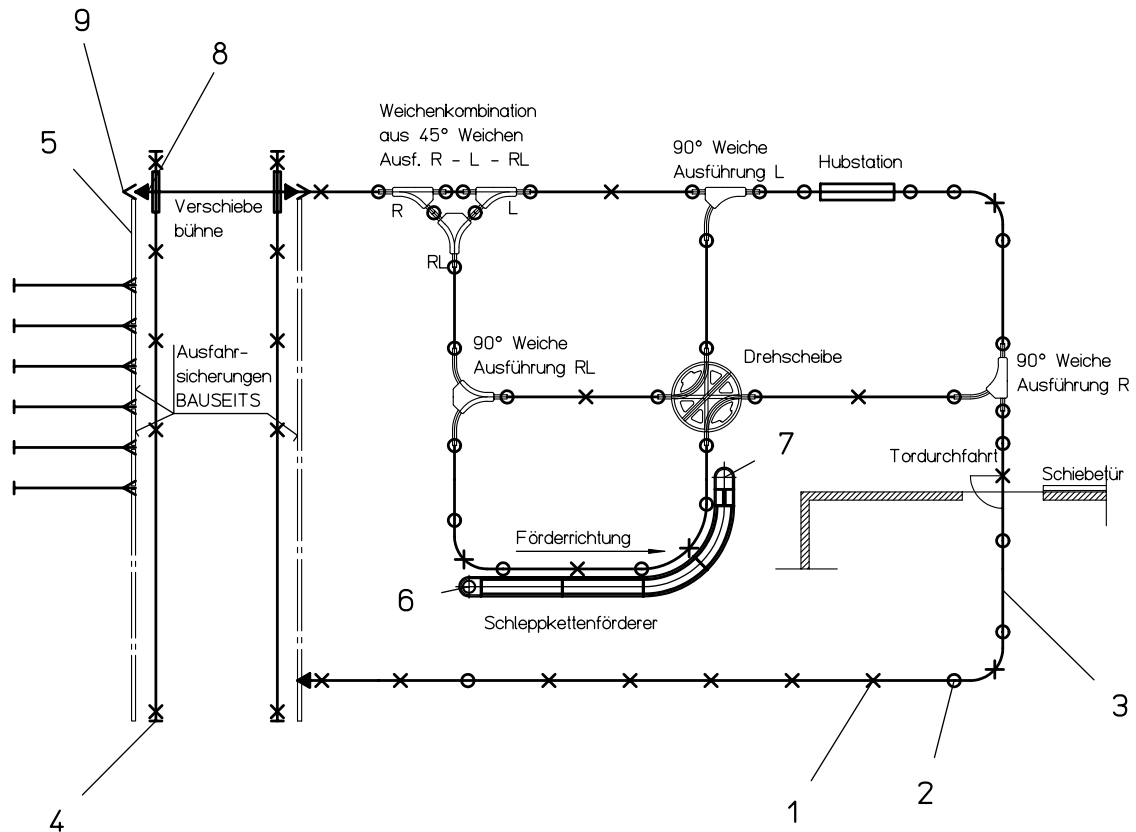 9
8
5
Weichenkombination
aus 45° Weichen
Ausf. R - L - RL
90° Weiche
Ausführung L
Hubstation
Verschiebe
bühne
R
L
RL
Ausfahr-
sicherungen
BAUSEITS
90° Weiche
Ausführung RL
Drehscheibe
90° Weiche
Ausführung R
7
Tordurchfahrt
Schiebetür
Förderrichtung
6
Schleppkettenförderer
3
4
1
2